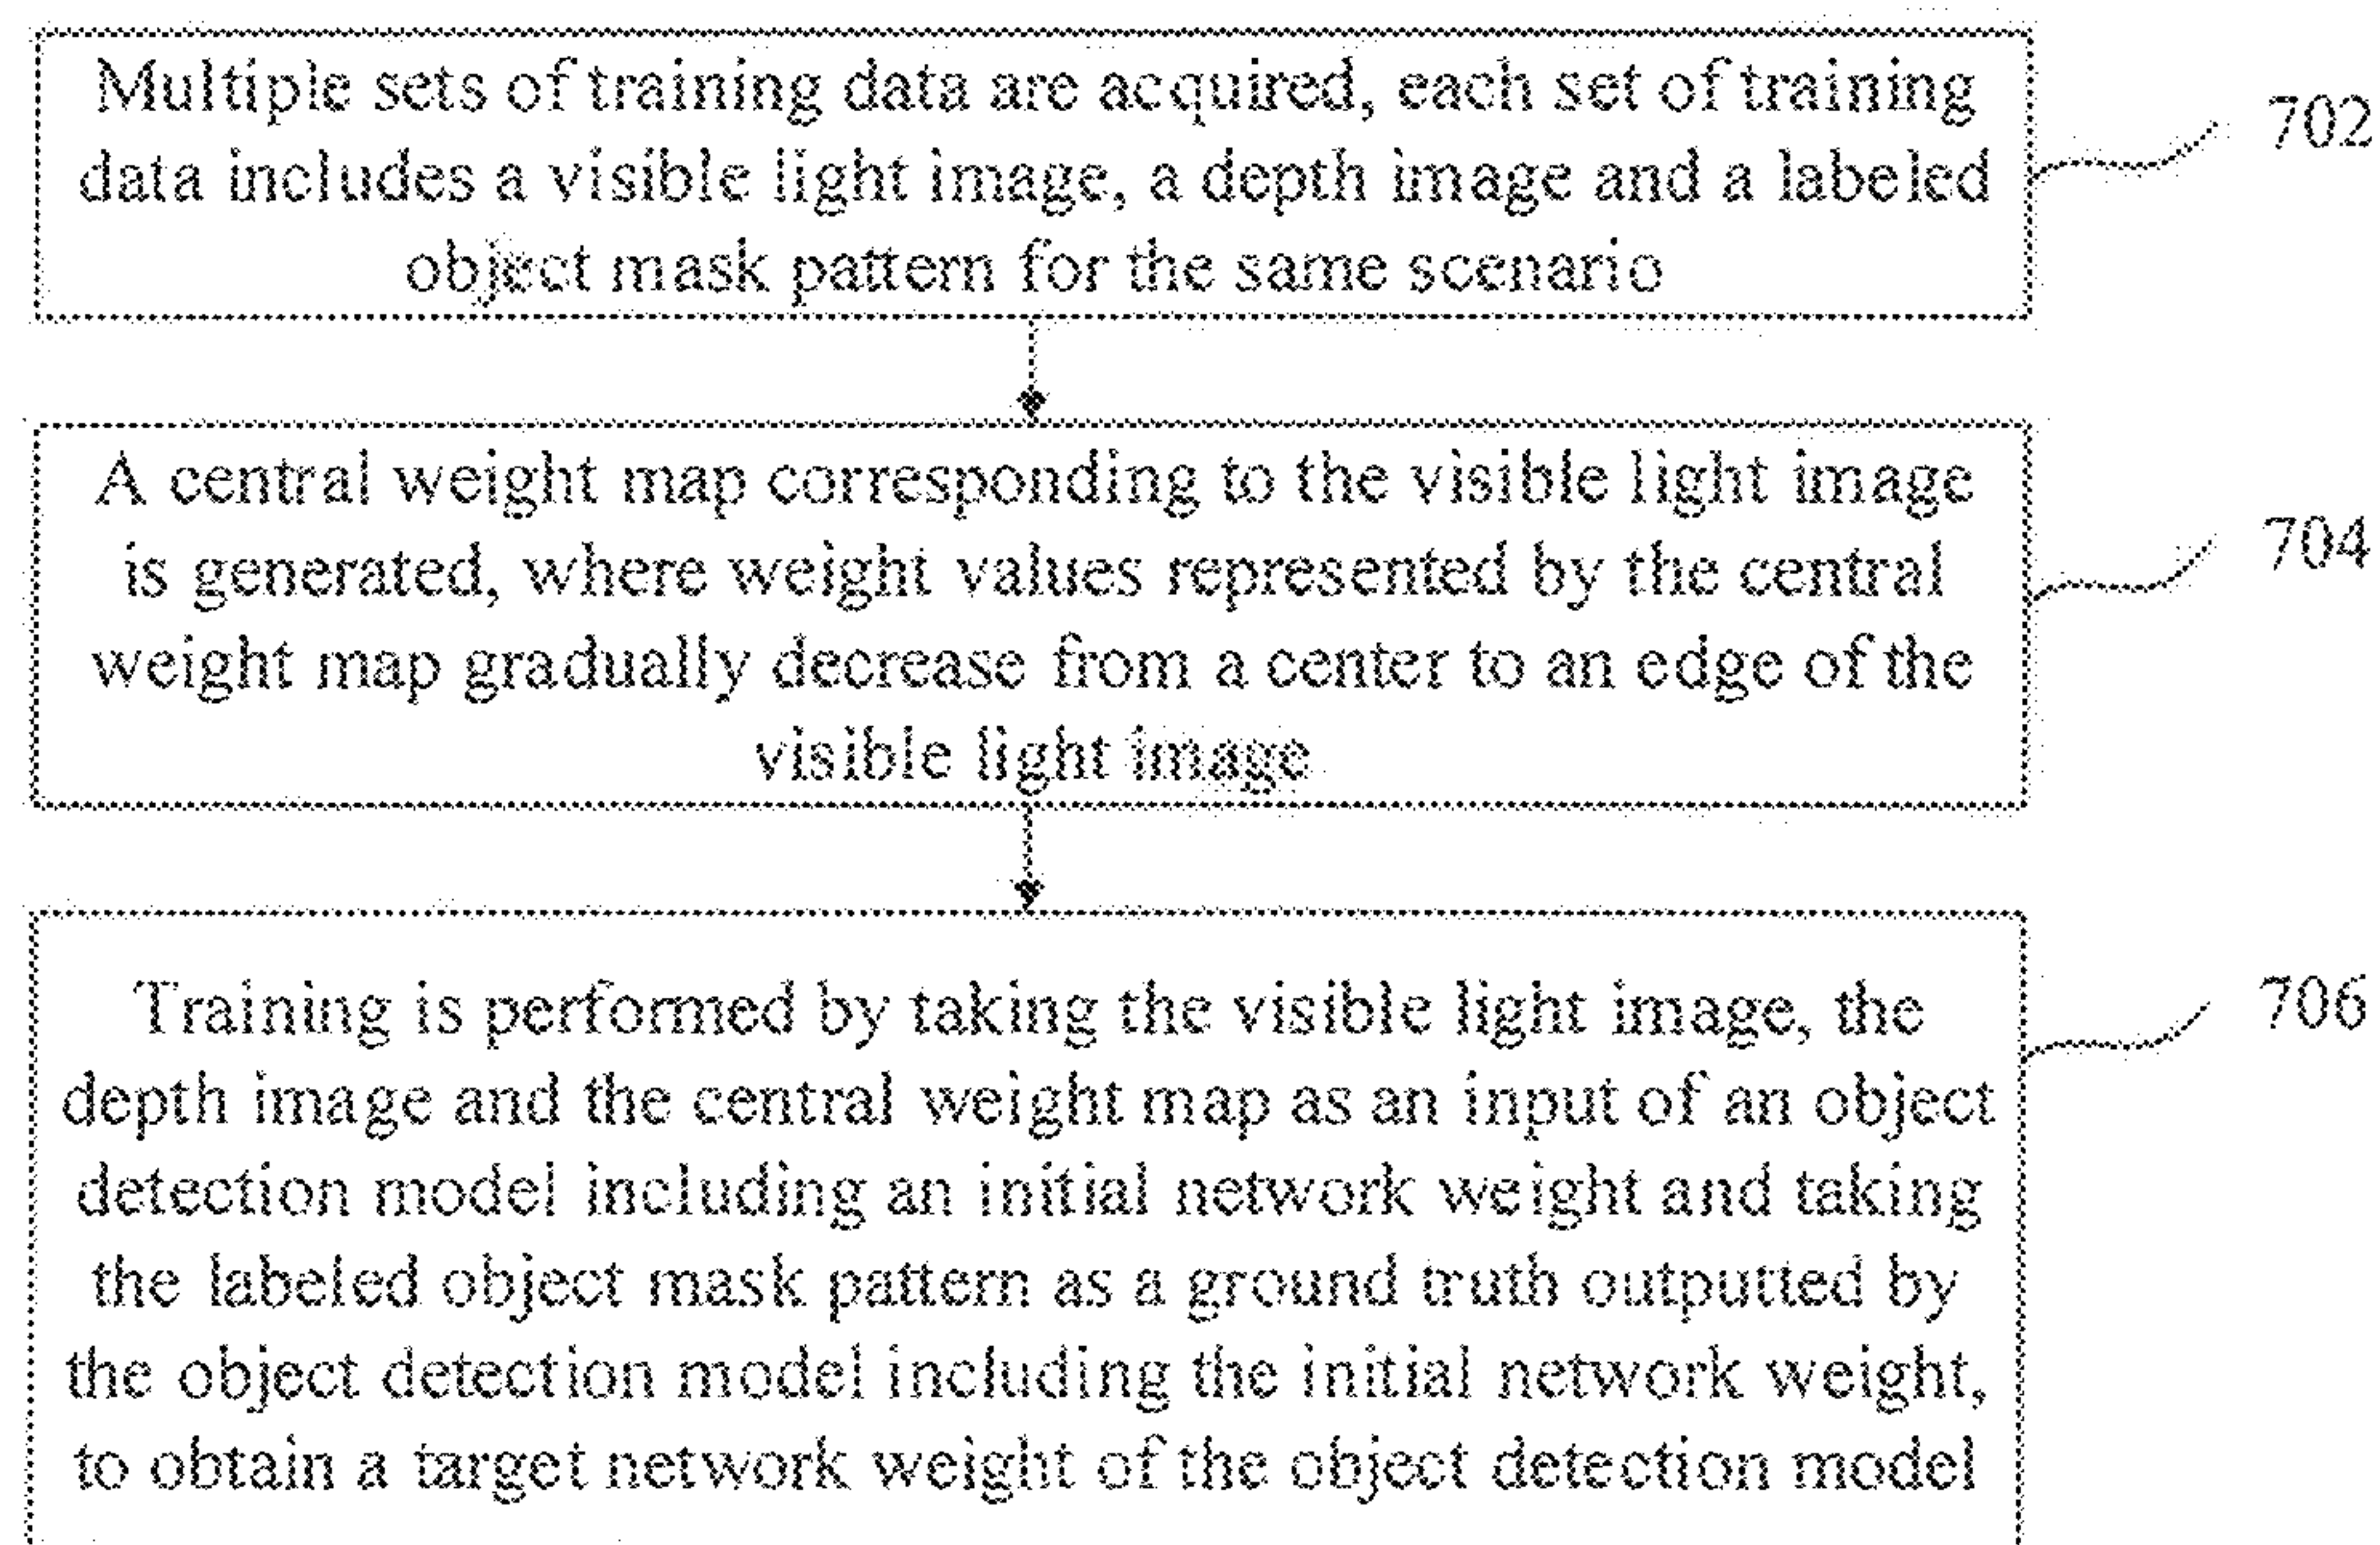 Multiple sets of training data are acquired, each set of training
data includes a visible light image, a depth image and a labeled
object mask pattern for the same scenario
702
A central weight map corresponding to the visible light image
is generated, where weight values represented by the central
weight map gradually decrease from a center to an edge of the
visible light image
704
Training is performed by taking the visible light image, the
depth image and the central weight map as an input of an object
detection model including an initial network weight and taking
the labeled object mask pattern as a ground truth outputted by
the object detection model including the initial network weight,
to obtain a target network weight of the object detection model
706